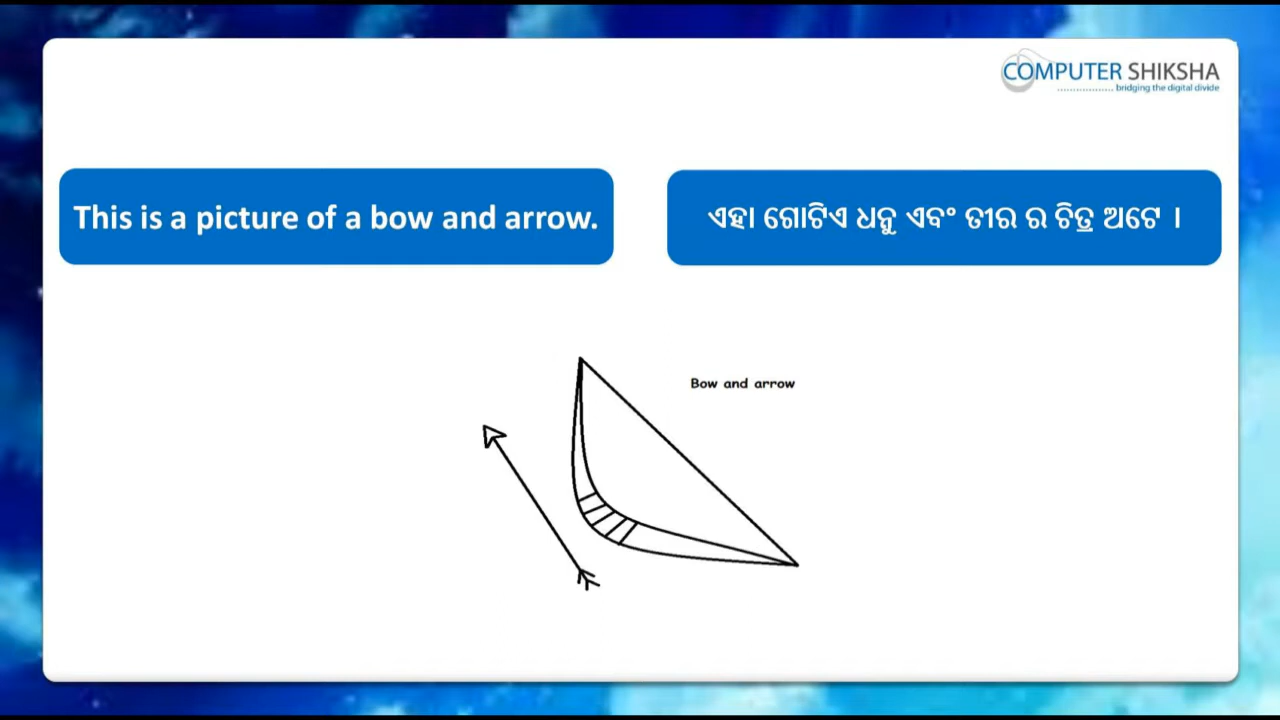 COMPUTER SHIKSHA
.................. bridging the digital divide
This is a picture of a bow and arrow.
ଏହା ଗୋଟିଏ ଧନୁ ଏବଂ ତୀର ର ଚିତ୍ର ଅଟେ ।
Bow and arrow